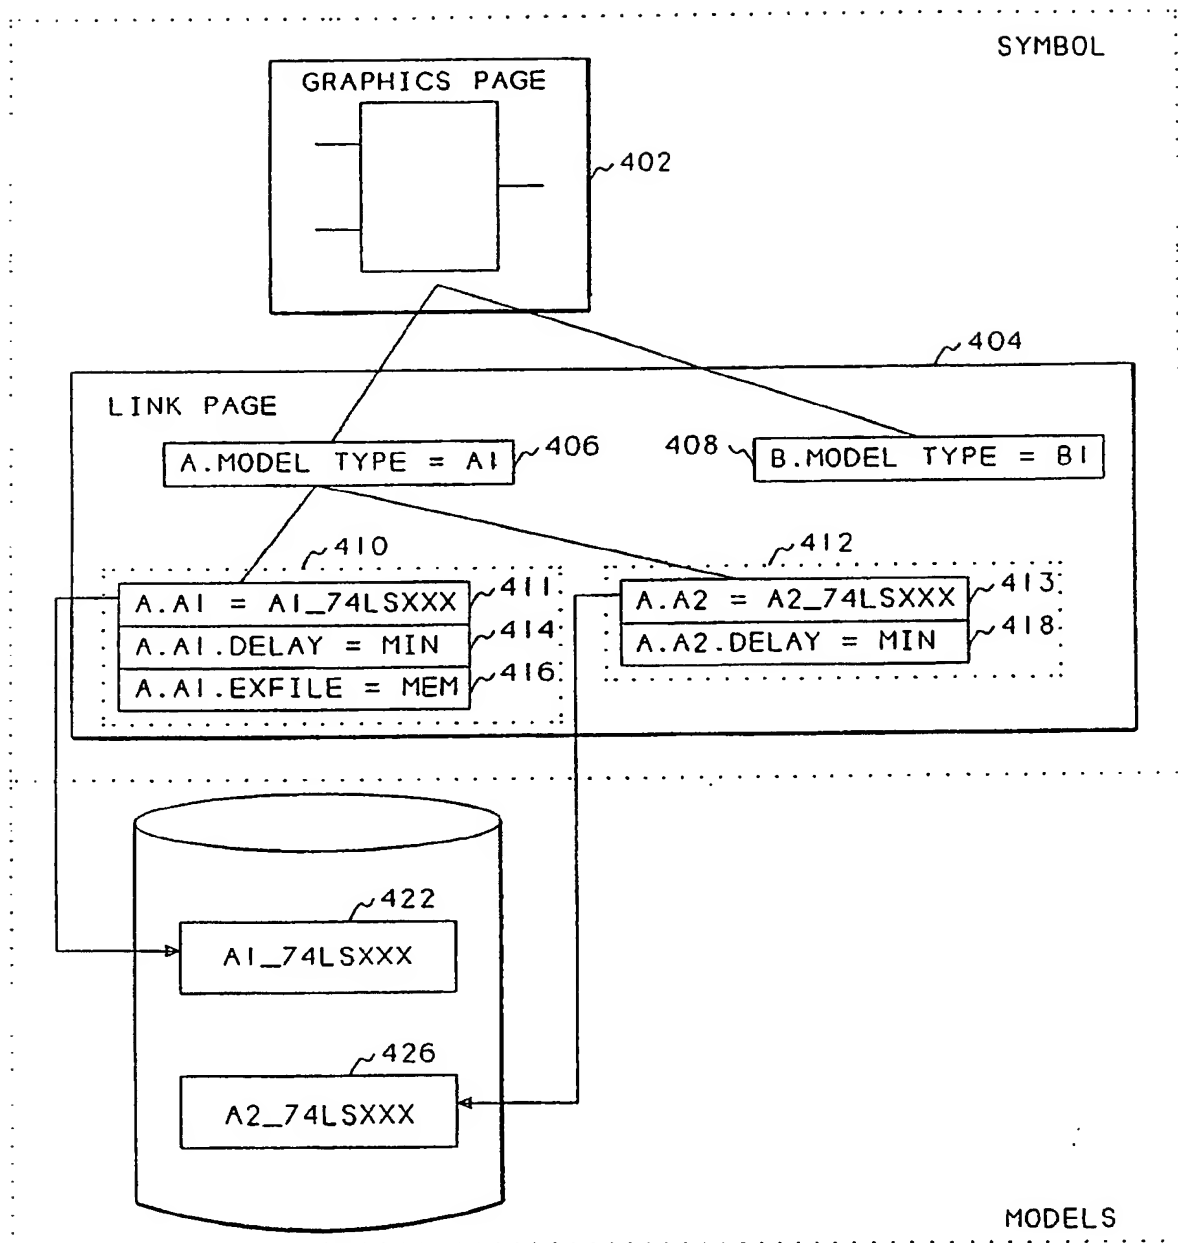 SYMBOL
GRAPHICS PAGE
402
404
LINK PAGE
A.MODEL TYPE = A1
406
408
B.MODEL TYPE = B1
410
412
A.A1 = A1_74LSXXX
411
A.A2 = A2_74LSXXX
413
A.A1.DELAY = MIN
414
A.A2.DELAY = MIN
418
A.A1.EXFILE = MEM
416
422
A1_74LSXXX
426
A2_74LSXXX
MODELS